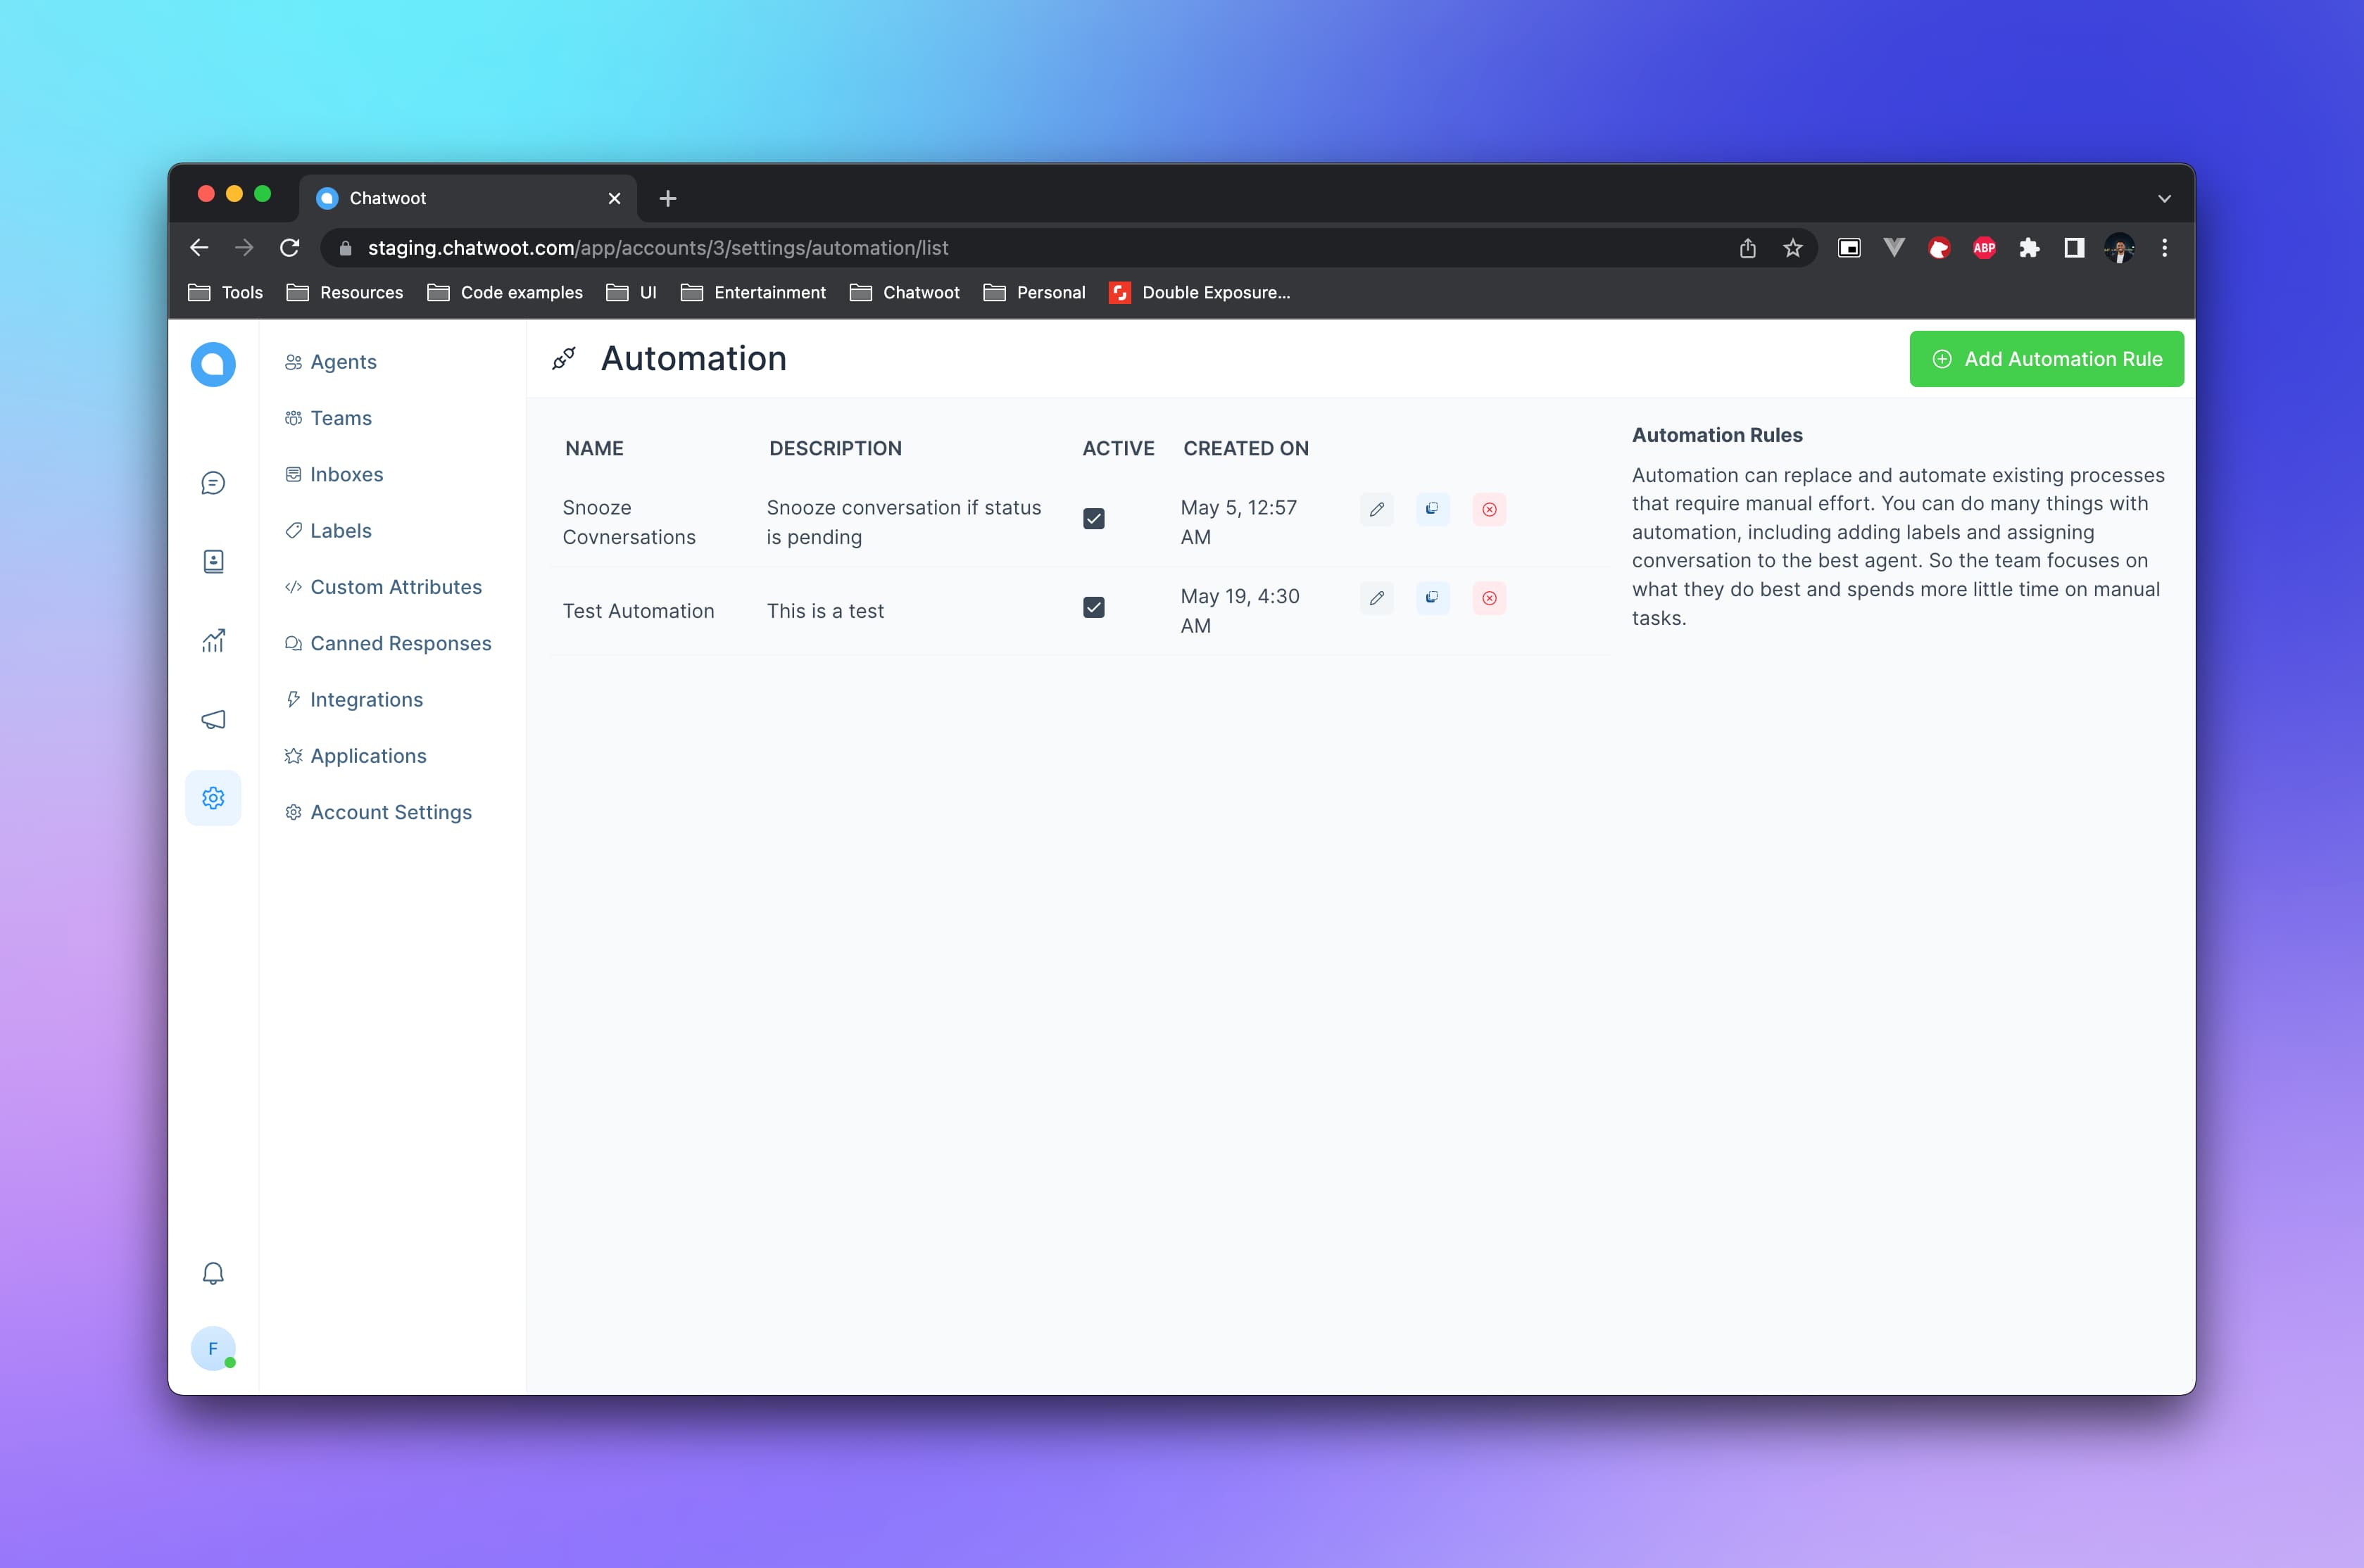 Chatwoot
staging.chatwoot.com/app/accounts/3/settings/automation/list
ABP
Tools
Resources
Code examples
UI
Entertainment
Chatwoot
Personal
Double Exposure...
Agents
Teams
Inboxes
Labels
Custom Attributes
Canned Responses
Integrations
Applications
Account Settings
F
Automation
Add Automation Rule
NAME DESCRIPTION ACTIVE CREATED ON
Snooze
Covnersations
Snooze conversation if status
is pending
May 5, 12:57
AM
Test Automation
This is a test
May 19, 4:30
AM
Automation Rules
Automation can replace and automate existing processes
that require manual effort. You can do many things with
automation, including adding labels and assigning
conversation to the best agent. So the team focuses on
what they do best and spends more little time on manual
tasks.